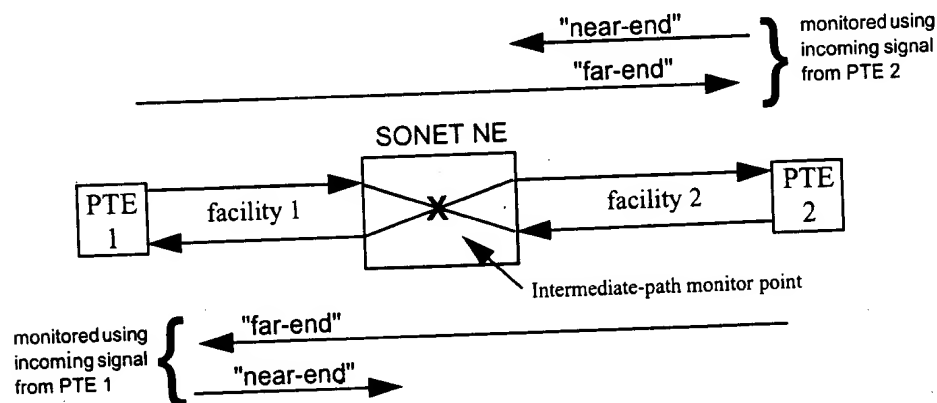 "near-end"
"far-end"
monitored using
incoming signal
from PTE 2
SONET NE
PTE
1
facility 1
X
facility 2
PTE
2
Intermediate-path monitor point
monitored using
incoming signal
from PTE 1
"far-end"
"near-end"